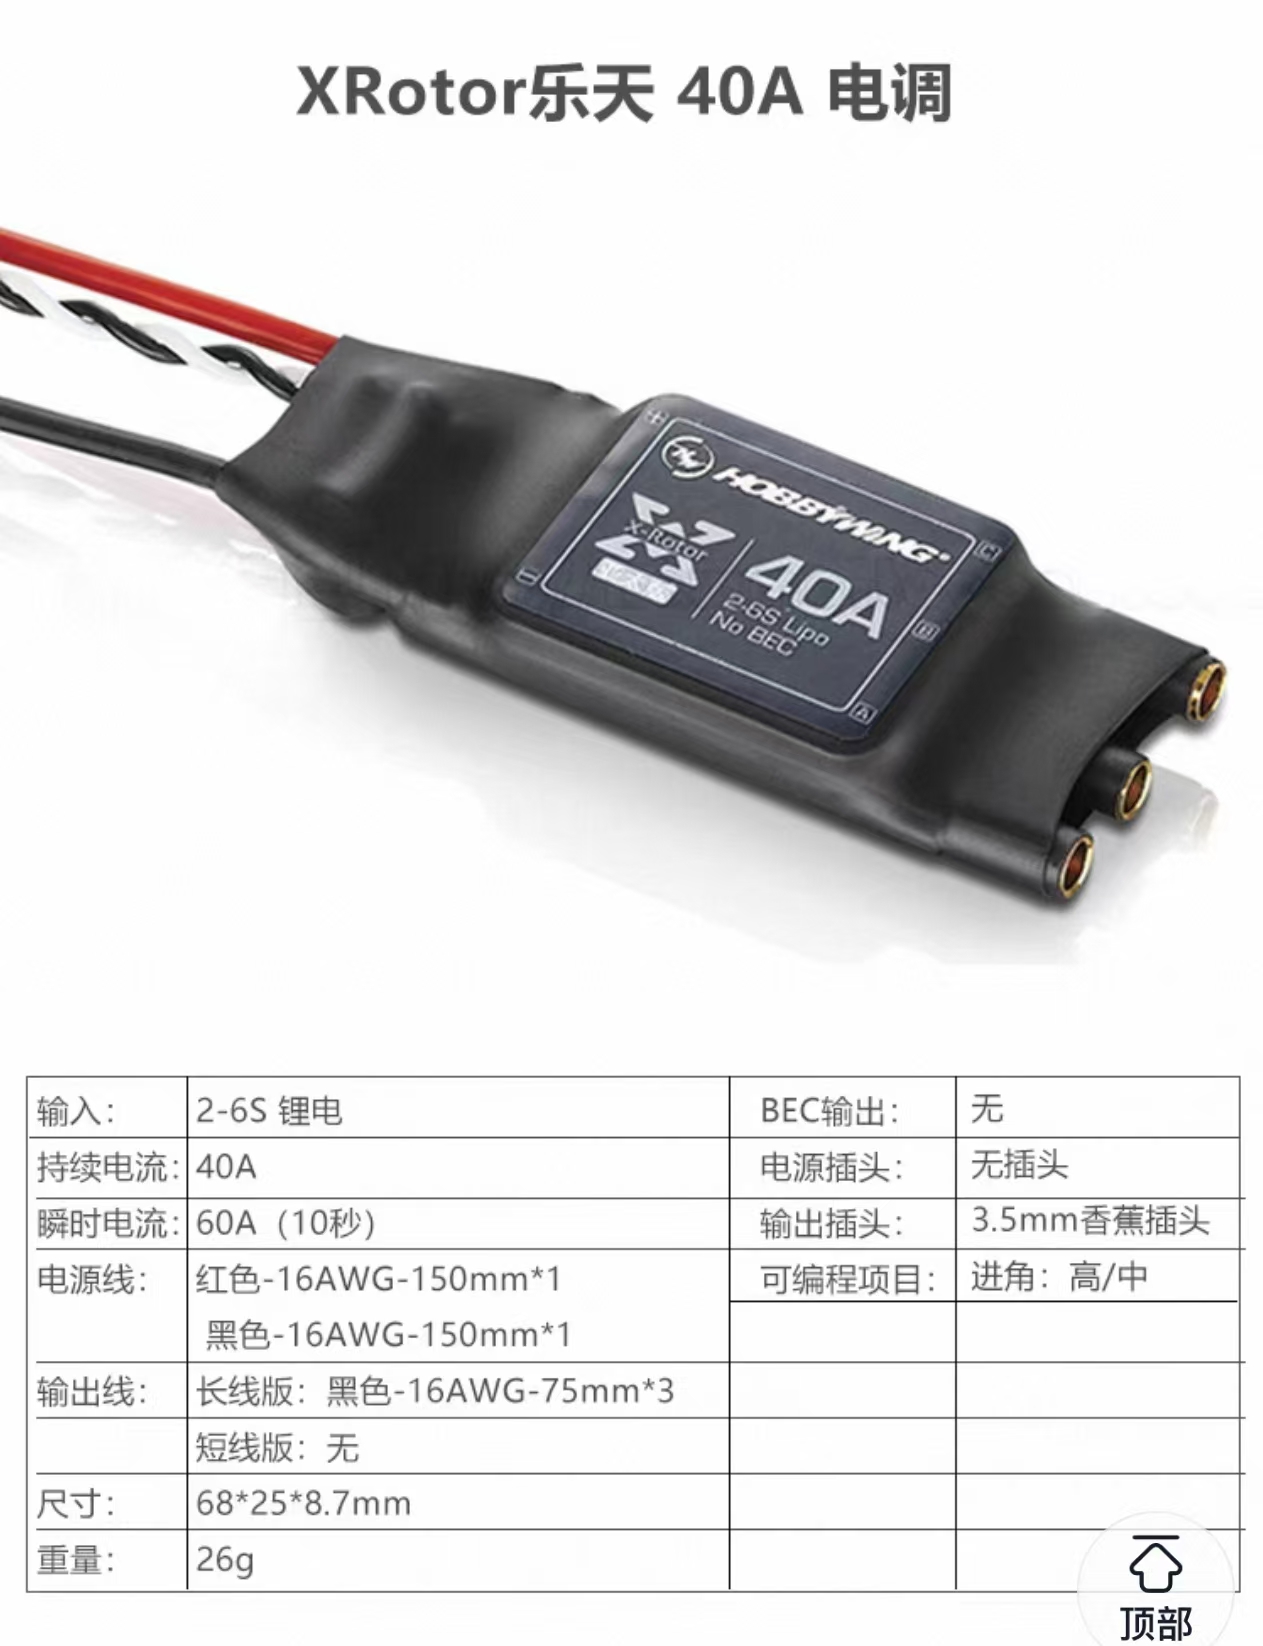 XRotor乐天 40A 电调
HOBBYWING
X-Rotor
40A
2-6S Lipo
No BEC
C
B
A
输入： 2-6S 锂电 BEC输出： 无
持续电流： 40A 电源插头： 无插头
瞬时电流： 60A（10秒） 输出插头： 3.5mm香蕉插头
电源线： 红色-16AWG-150mm*1 可编程项目： 进角：高/中
黑色-16AWG-150mm*1
输出线： 长线版：黑色-16AWG-75mm*3
短线版：无
尺寸： 68*25*8.7mm
重量： 26g
顶部